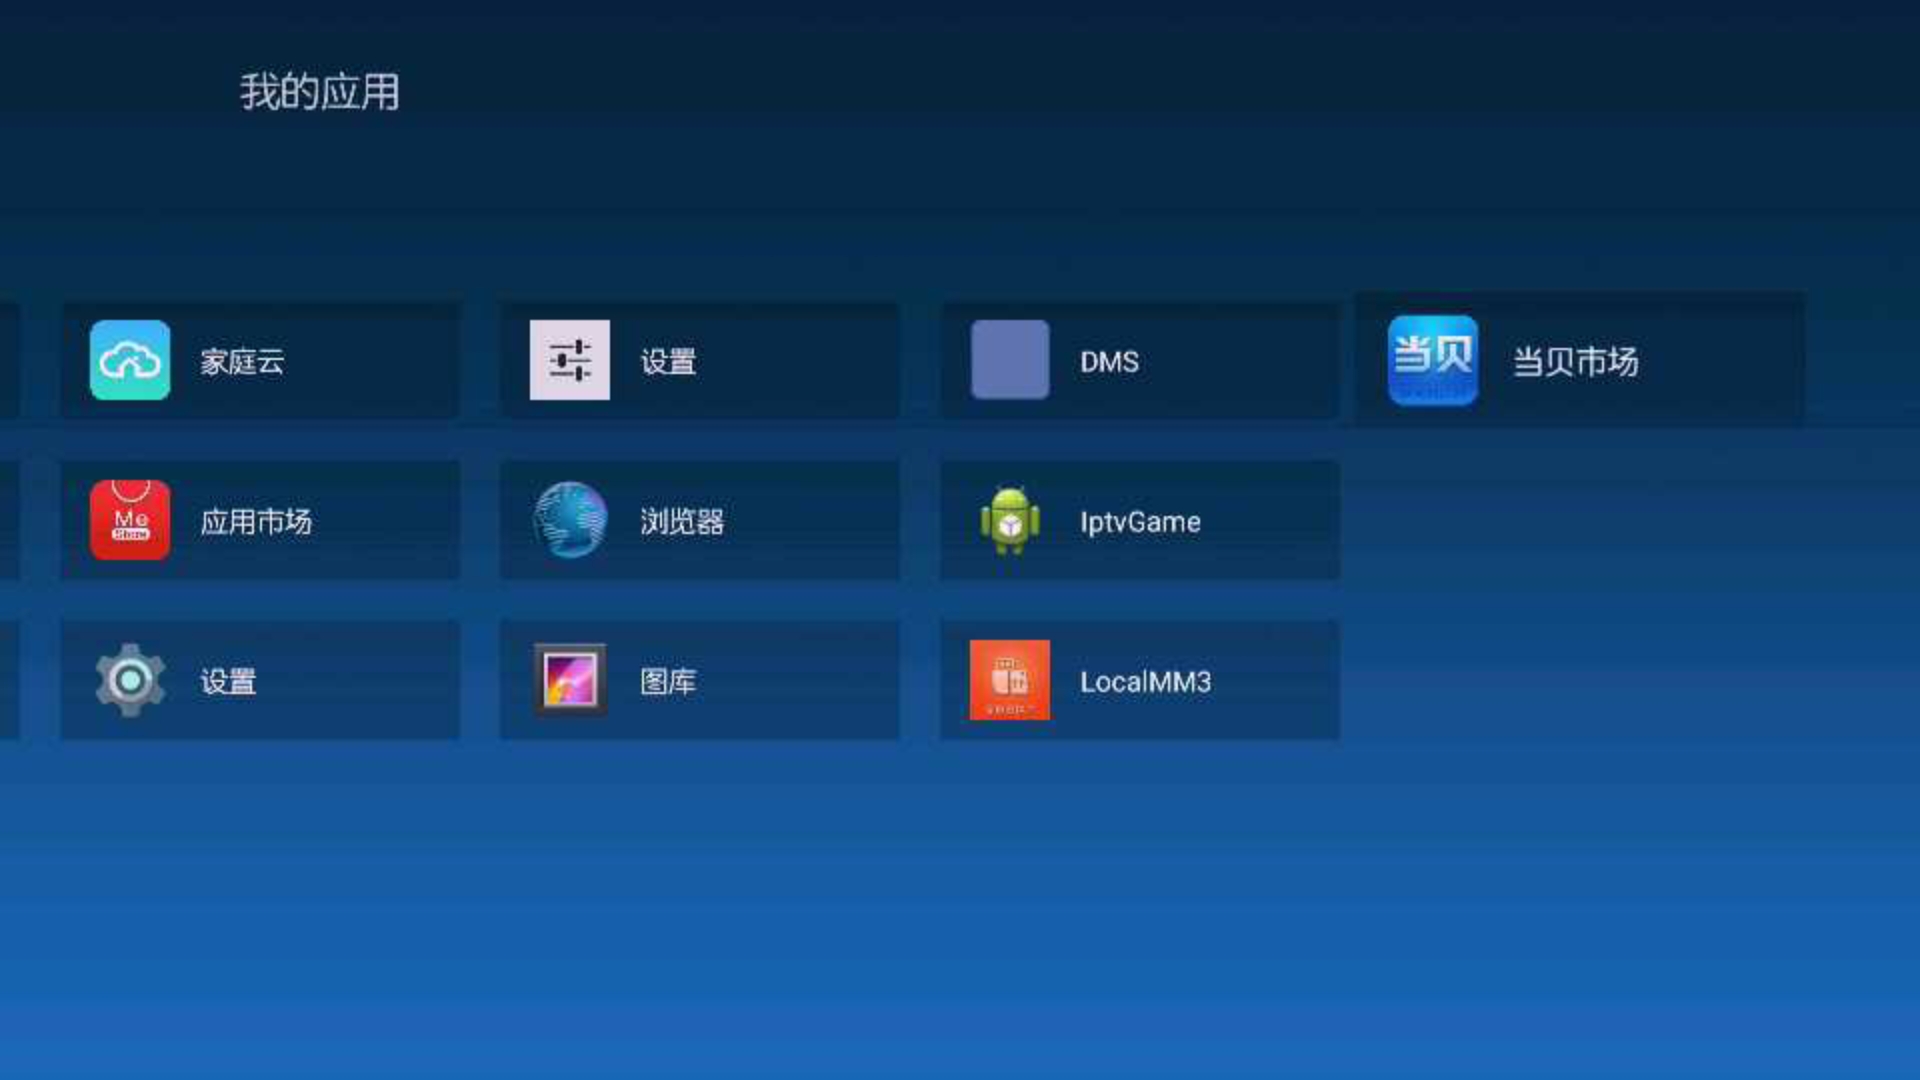 我的应用
家庭云
设置
DMS
当贝
当贝市场
Me
Store
应用市场
浏览器
IptvGame
设置
图库
LocalMM3